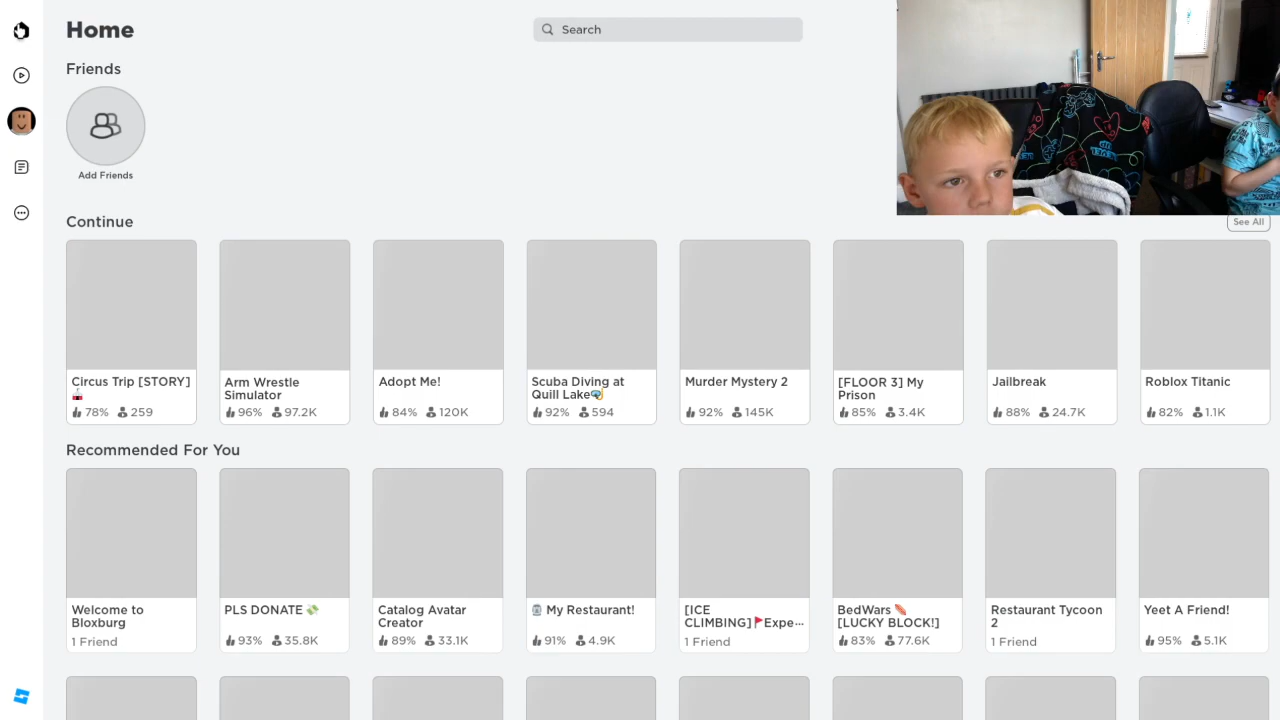 Home
Search
Friends
Add Friends
Continue
See All
Circus Trip [STORY]
🎪
78% 259
Arm Wrestle
Simulator
96% 97.2K
Adopt Me!
84% 120K
Scuba Diving at
Quill Lake🤿
92% 594
Murder Mystery 2
92% 145K
[FLOOR 3] My
Prison
85% 3.4K
Jailbreak
88% 24.7K
Roblox Titanic
82% 1.1K
Recommended For You
Welcome to
Bloxburg
1 Friend
PLS DONATE 💸
93% 35.8K
Catalog Avatar
Creator
89% 33.1K
My Restaurant!
91% 4.9K
[ICE
CLIMBING]🚩Expe...
1 Friend
BedWars
[LUCKY BLOCK!]
83% 77.6K
Restaurant Tycoon
2
1 Friend
Yeet A Friend!
95% 5.1K